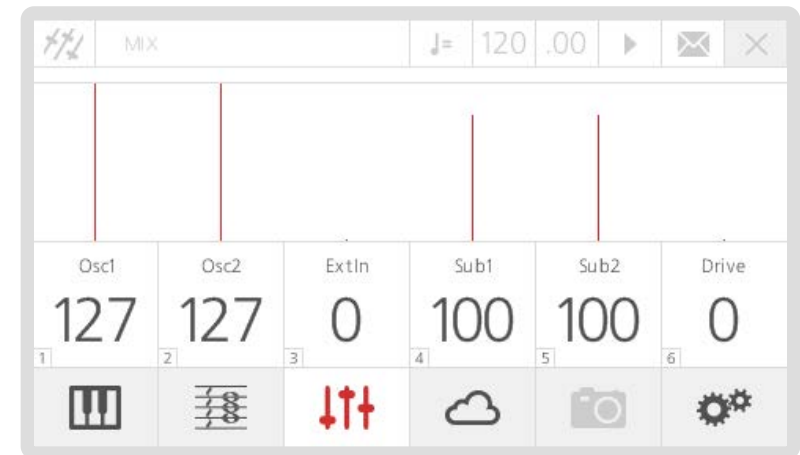 MIX ♩= 120 .00
Osc1 Osc2 ExtIn Sub1 Sub2 Drive
127 127 0 100 100 0
1 2 3 4 5 6